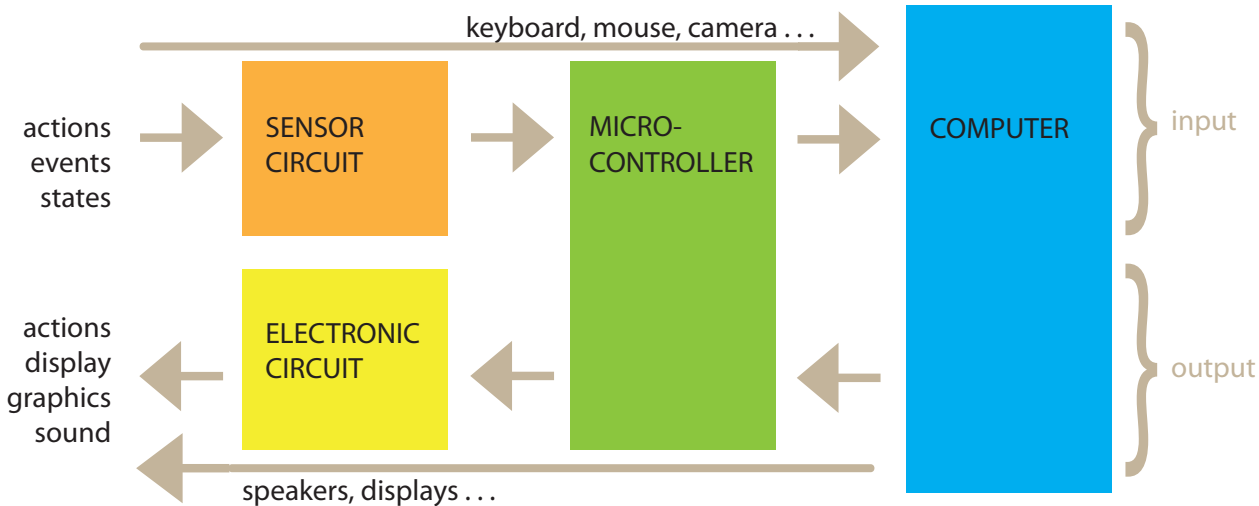 keyboard, mouse, camera . . .
actions
events
states
SENSOR
CIRCUIT
MICRO-
CONTROLLER
COMPUTER
input
actions
display
graphics
sound
ELECTRONIC
CIRCUIT
output
speakers, displays . . .